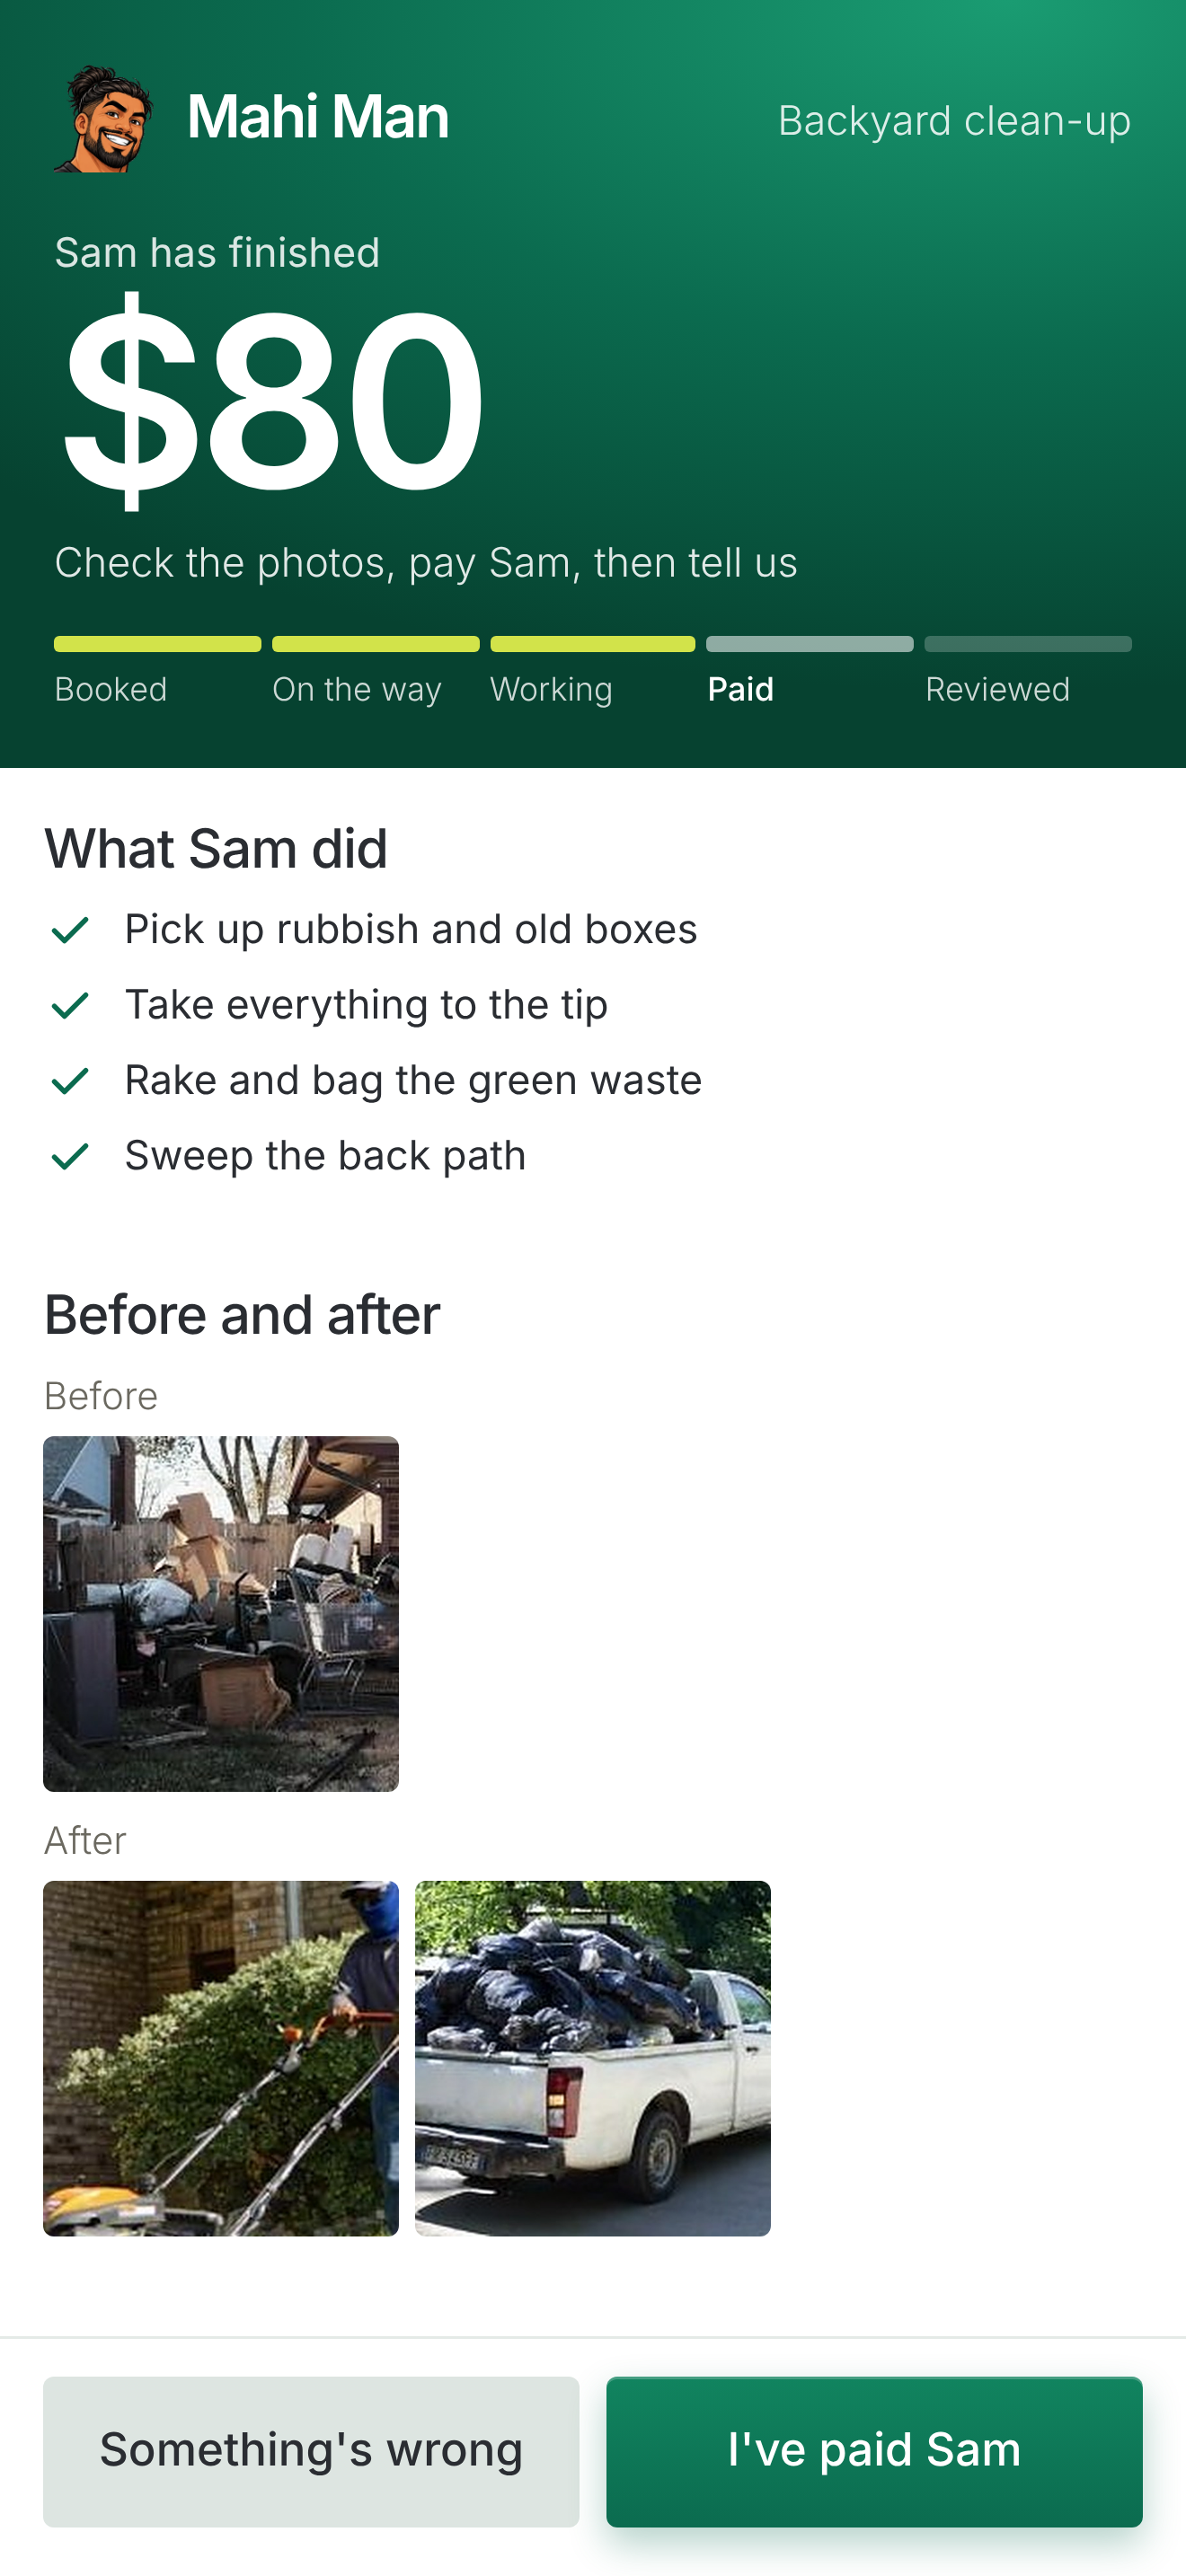 Mahi Man
Backyard clean-up
Sam has finished
$80
Check the photos, pay Sam, then tell us
Booked
On the way
Working
Paid
Reviewed
What Sam did
Pick up rubbish and old boxes
Take everything to the tip
Rake and bag the green waste
Sweep the back path
Before and after
Before
After
Something's wrong
I've paid Sam